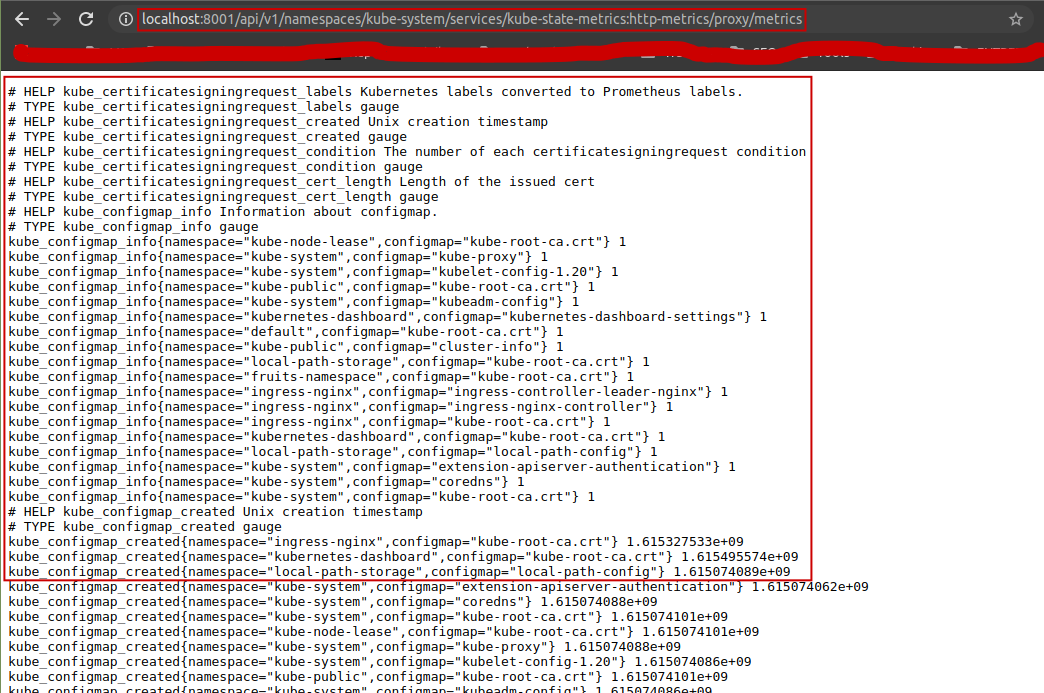 localhost:8001/api/v1/namespaces/kube-system/services/kube-state-metrics:http-metrics/proxy/metrics
# HELP kube_certificatesigningrequest_labels Kubernetes labels converted to Prometheus labels.
# TYPE kube_certificatesigningrequest_labels gauge
# HELP kube_certificatesigningrequest_created Unix creation timestamp
# TYPE kube_certificatesigningrequest_created gauge
# HELP kube_certificatesigningrequest_condition The number of each certificatesigningrequest condition
# TYPE kube_certificatesigningrequest_condition gauge
# HELP kube_certificatesigningrequest_cert_length Length of the issued cert
# TYPE kube_certificatesigningrequest_cert_length gauge
# HELP kube_configmap_info Information about configmap.
# TYPE kube_configmap_info gauge
kube_configmap_info{namespace="kube-node-lease",configmap="kube-root-ca.crt"} 1
kube_configmap_info{namespace="kube-system",configmap="kube-proxy"} 1
kube_configmap_info{namespace="kube-system",configmap="kubelet-config-1.20"} 1
kube_configmap_info{namespace="kube-public",configmap="kube-root-ca.crt"} 1
kube_configmap_info{namespace="kube-system",configmap="kubeadm-config"} 1
kube_configmap_info{namespace="kubernetes-dashboard",configmap="kubernetes-dashboard-settings"} 1
kube_configmap_info{namespace="default",configmap="kube-root-ca.crt"} 1
kube_configmap_info{namespace="kube-public",configmap="cluster-info"} 1
kube_configmap_info{namespace="local-path-storage",configmap="kube-root-ca.crt"} 1
kube_configmap_info{namespace="fruits-namespace",configmap="kube-root-ca.crt"} 1
kube_configmap_info{namespace="ingress-nginx",configmap="ingress-controller-leader-nginx"} 1
kube_configmap_info{namespace="ingress-nginx",configmap="ingress-nginx-controller"} 1
kube_configmap_info{namespace="ingress-nginx",configmap="kube-root-ca.crt"} 1
kube_configmap_info{namespace="kubernetes-dashboard",configmap="kube-root-ca.crt"} 1
kube_configmap_info{namespace="local-path-storage",configmap="local-path-config"} 1
kube_configmap_info{namespace="kube-system",configmap="extension-apiserver-authentication"} 1
kube_configmap_info{namespace="kube-system",configmap="coredns"} 1
kube_configmap_info{namespace="kube-system",configmap="kube-root-ca.crt"} 1
# HELP kube_configmap_created Unix creation timestamp
# TYPE kube_configmap_created gauge
kube_configmap_created{namespace="ingress-nginx",configmap="kube-root-ca.crt"} 1.615327533e+09
kube_configmap_created{namespace="kubernetes-dashboard",configmap="kube-root-ca.crt"} 1.615495574e+09
kube_configmap_created{namespace="local-path-storage",configmap="local-path-config"} 1.615074089e+09
kube_configmap_created{namespace="kube-system",configmap="extension-apiserver-authentication"} 1.615074062e+09
kube_configmap_created{namespace="kube-system",configmap="coredns"} 1.615074088e+09
kube_configmap_created{namespace="kube-system",configmap="kube-root-ca.crt"} 1.615074101e+09
kube_configmap_created{namespace="kube-node-lease",configmap="kube-root-ca.crt"} 1.615074101e+09
kube_configmap_created{namespace="kube-system",configmap="kube-proxy"} 1.615074088e+09
kube_configmap_created{namespace="kube-system",configmap="kubelet-config-1.20"} 1.615074086e+09
kube_configmap_created{namespace="kube-public",configmap="kube-root-ca.crt"} 1.615074101e+09
kube_configmap_created{namespace="kube-system",configmap="kubeadm-config"} 1.615074086e+09